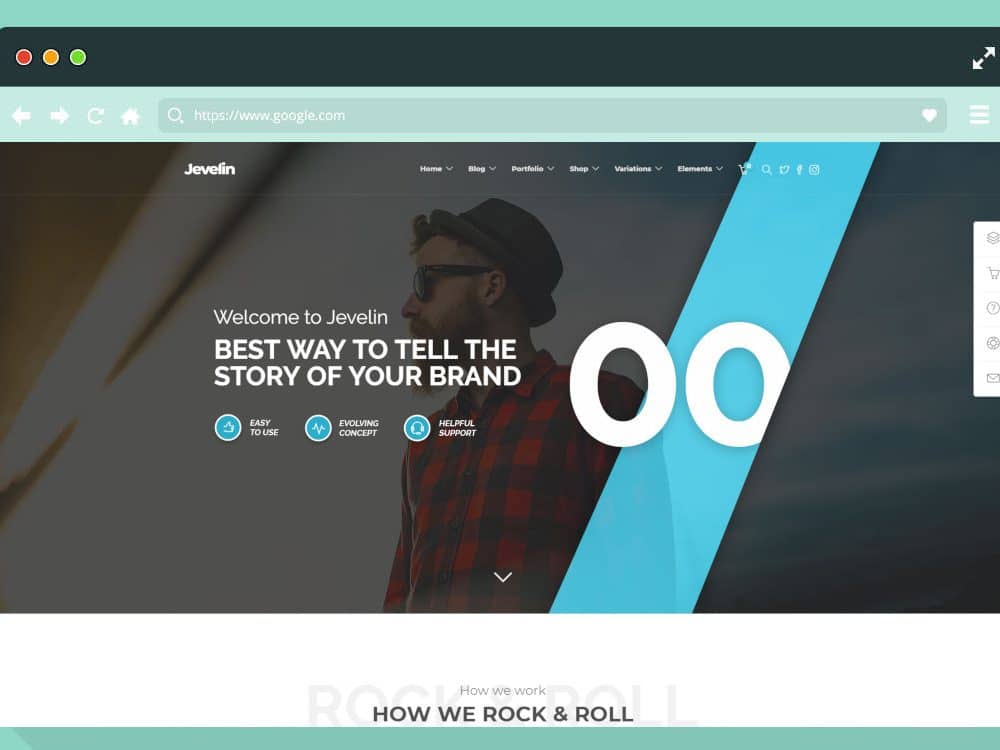 https://www.google.com
Jevelin
Home Blog Portfolio Shop Variations Elements
Welcome to Jevelin
BEST WAY TO TELL THE
STORY OF YOUR BRAND
00
EASY
TO USE
EVOLVING
CONCEPT
HELPFUL
SUPPORT
ROCK & ROLL
How we work
HOW WE ROCK & ROLL